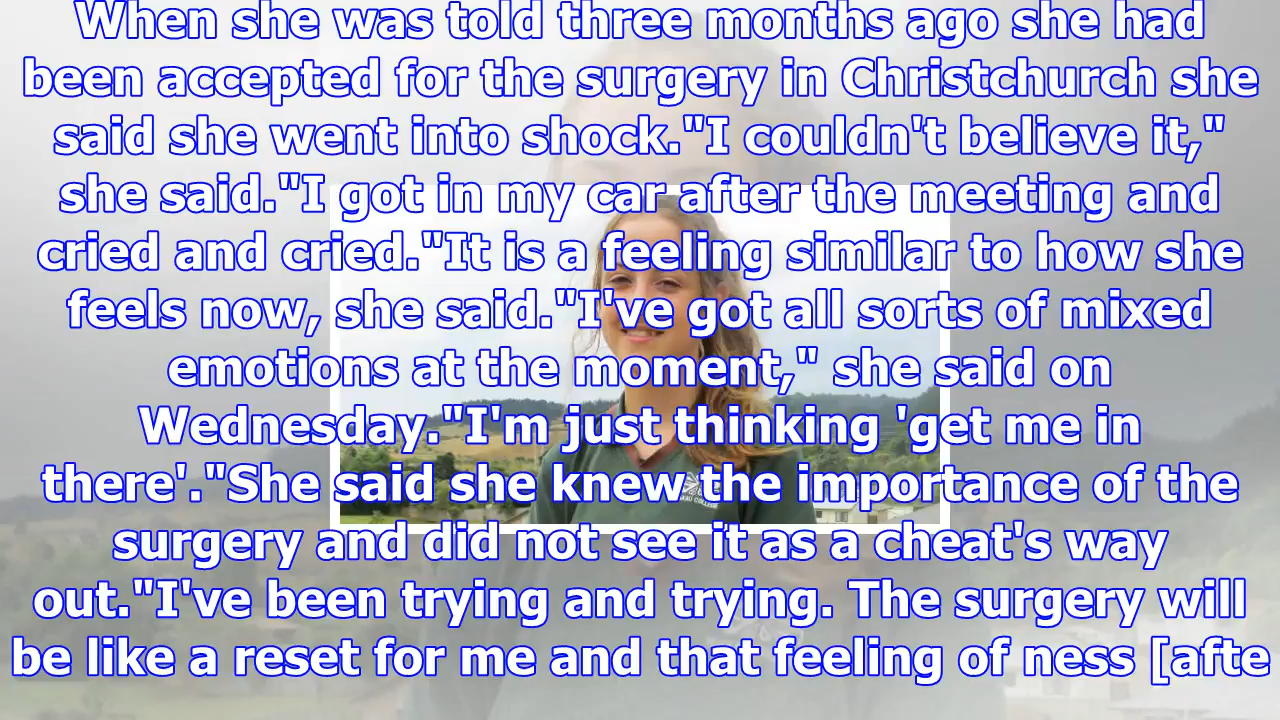 When she was told three months ago she had
been accepted for the surgery in Christchurch she
said she went into shock."I couldn't believe it,"
she said."I got in my car after the meeting and
cried and cried."It is a feeling similar to how she
feels now, she said."I've got all sorts of mixed
emotions at the moment," she said on
Wednesday."I'm just thinking 'get me in
there'."She said she knew the importance of the
surgery and did not see it as a cheat's way
out."I've been trying and trying. The surgery will
be like a reset for me and that feeling of ness [afte
COLLEGE